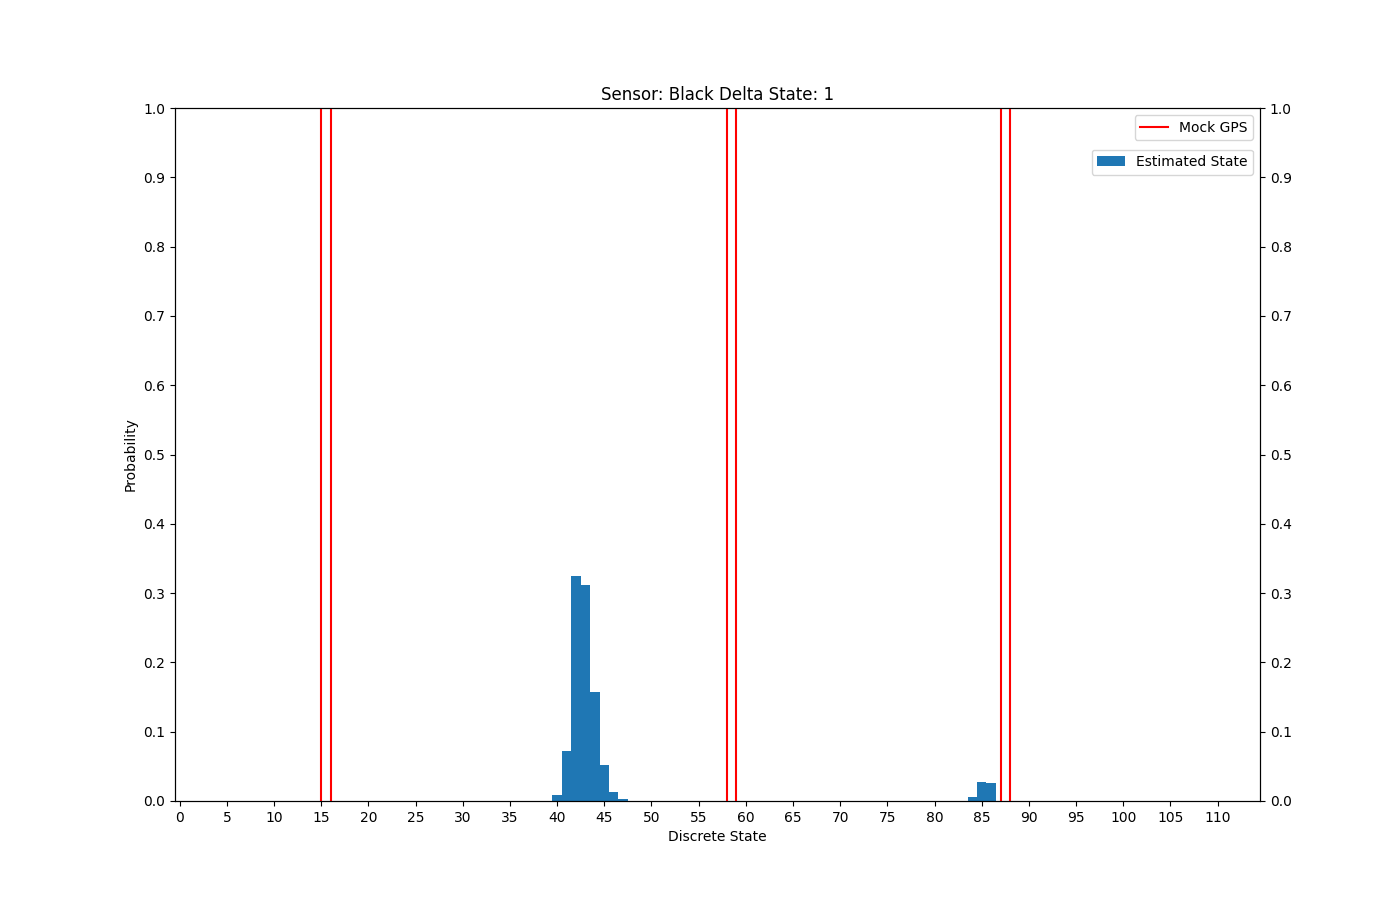 Sensor: Black Delta State: 1
1.0 1.0
Mock GPS
Estimated State
0.9 0.9
0.8 0.8
0.7 0.7
0.6 0.6
0.5 0.5
0.4 0.4
0.3 0.3
0.2 0.2
0.1 0.1
0.0 0.0
Probability
0 5 10 15 20 25 30 35 40 45 50 55 60 65 70 75 80 85 90 95 100 105 110
Discrete State